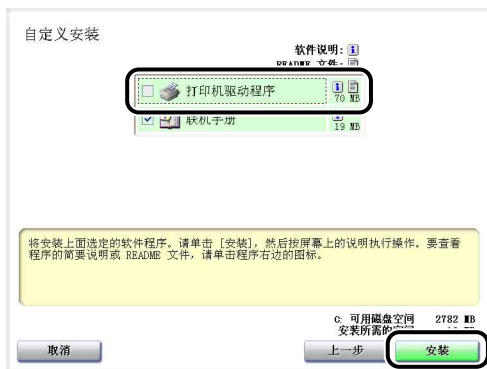 自定义安装
软件说明:
README 文件:
打印机驱动程序
70 MB
联机手册
19 MB
将安装上面选定的软件程序。请单击 [安装]，然后按屏幕上的说明执行操作。要查看
程序的简要说明或 README 文件，请单击程序右边的图标。
C: 可用磁盘空间 2782 MB
安装所需的空间
取消
上一步
安装